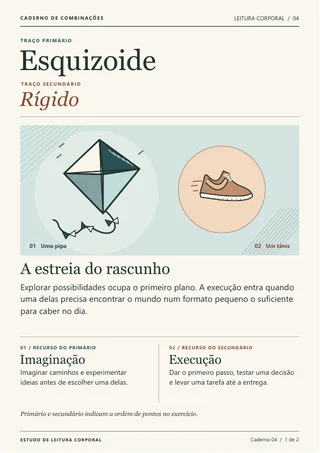 CADERNO DE COMBINAÇÕES
LEITURA CORPORAL / 04
TRAÇO PRIMÁRIO
Esquizoide
TRAÇO SECUNDÁRIO
Rígido
01 Uma pipa
02 Um tênis
A estreia do rascunho
Explorar possibilidades ocupa o primeiro plano. A execução entra quando
uma delas precisa encontrar o mundo num formato pequeno o suficiente
para caber no dia.
01 / RECURSO DO PRIMÁRIO
Imaginação
Imaginar caminhos e experimentar
ideias antes de escolher uma delas.
02 / RECURSO DO SECUNDÁRIO
Execução
Dar o primeiro passo, testar uma decisão
e levar uma tarefa até a entrega.
Primário e secundário indicam a ordem de pontos no exercício.
ESTUDO DE LEITURA CORPORAL
Caderno 04 / 1 de 2